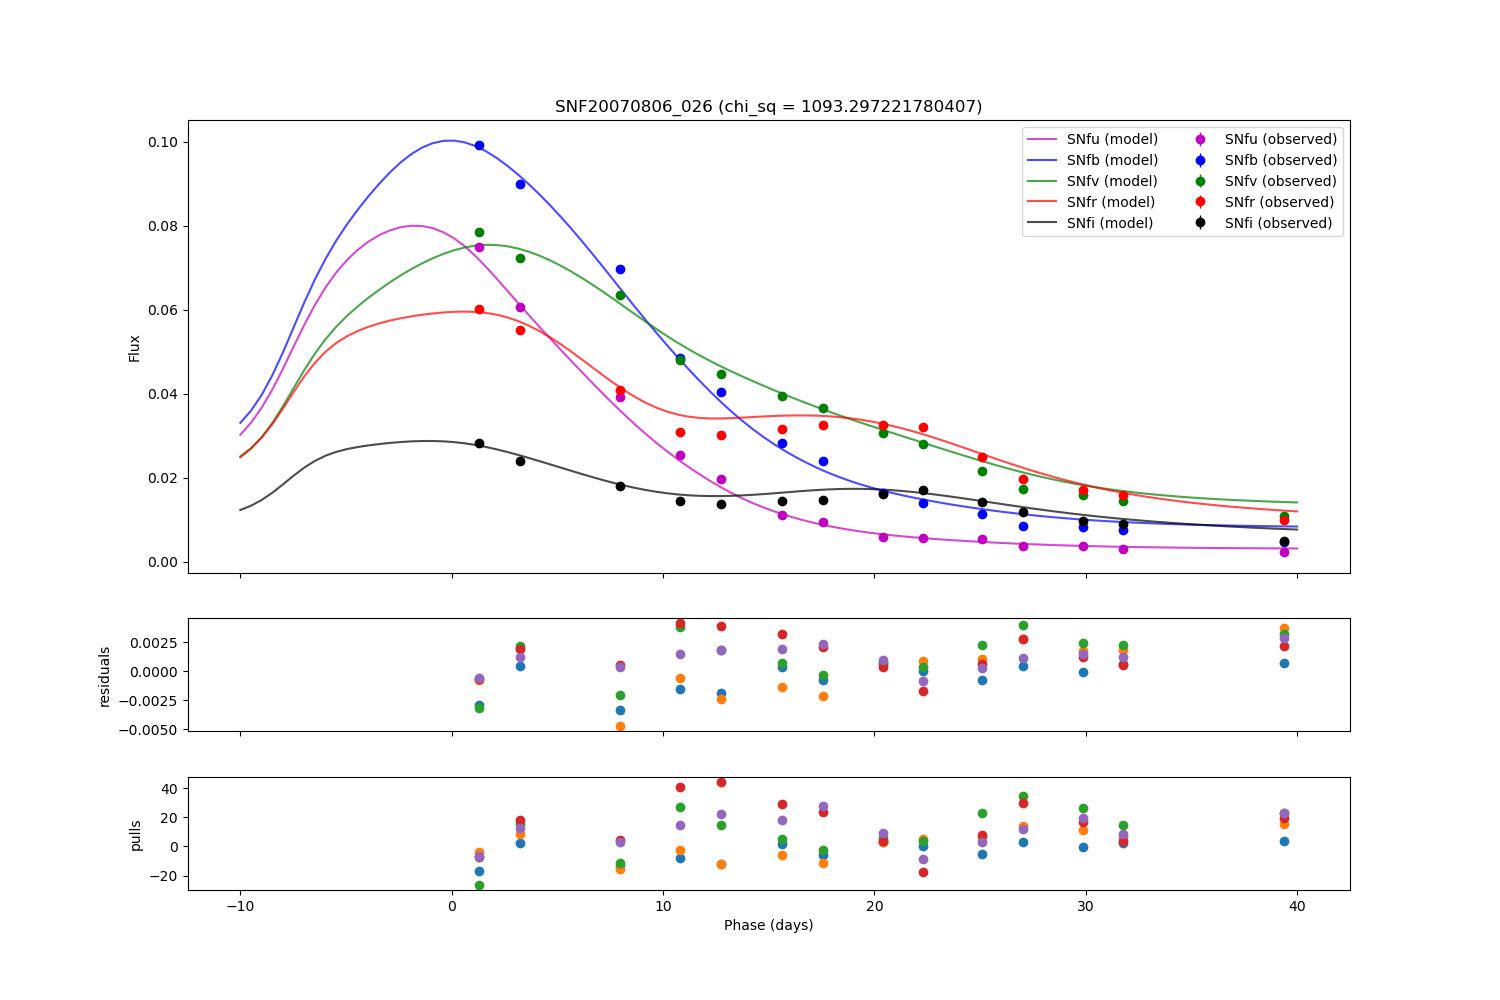 SNF20070806_026 (chi_sq = 1093.297221780407)
0.10
0.08
0.06
0.04
0.02
0.00
Flux
SNfu (model) SNfu (observed)
SNfb (model) SNfb (observed)
SNfv (model) SNfv (observed)
SNfr (model) SNfr (observed)
SNfi (model) SNfi (observed)
0.0025
0.0000
−0.0025
−0.0050
residuals
40
20
0
−20
pulls
−10 0 10 20 30 40
Phase (days)